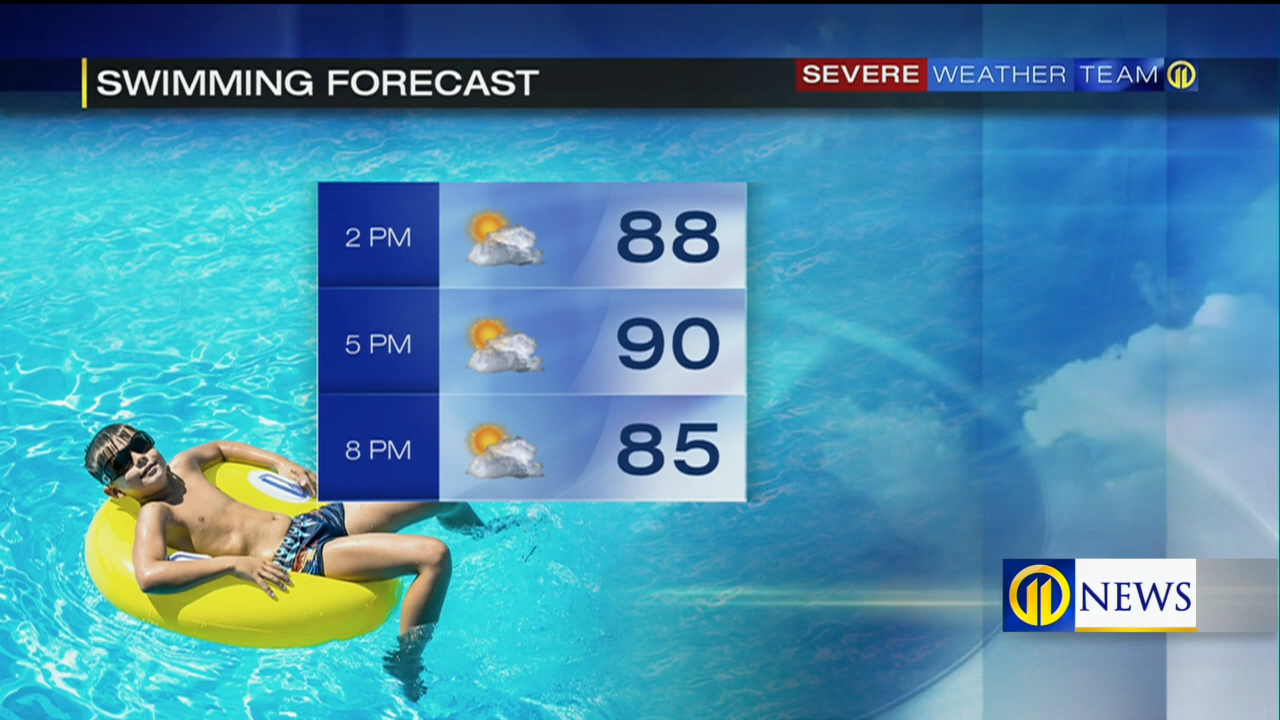 SWIMMING FORECAST
SEVERE WEATHER TEAM 11
2 PM 88
5 PM 90
8 PM 85
11 NEWS